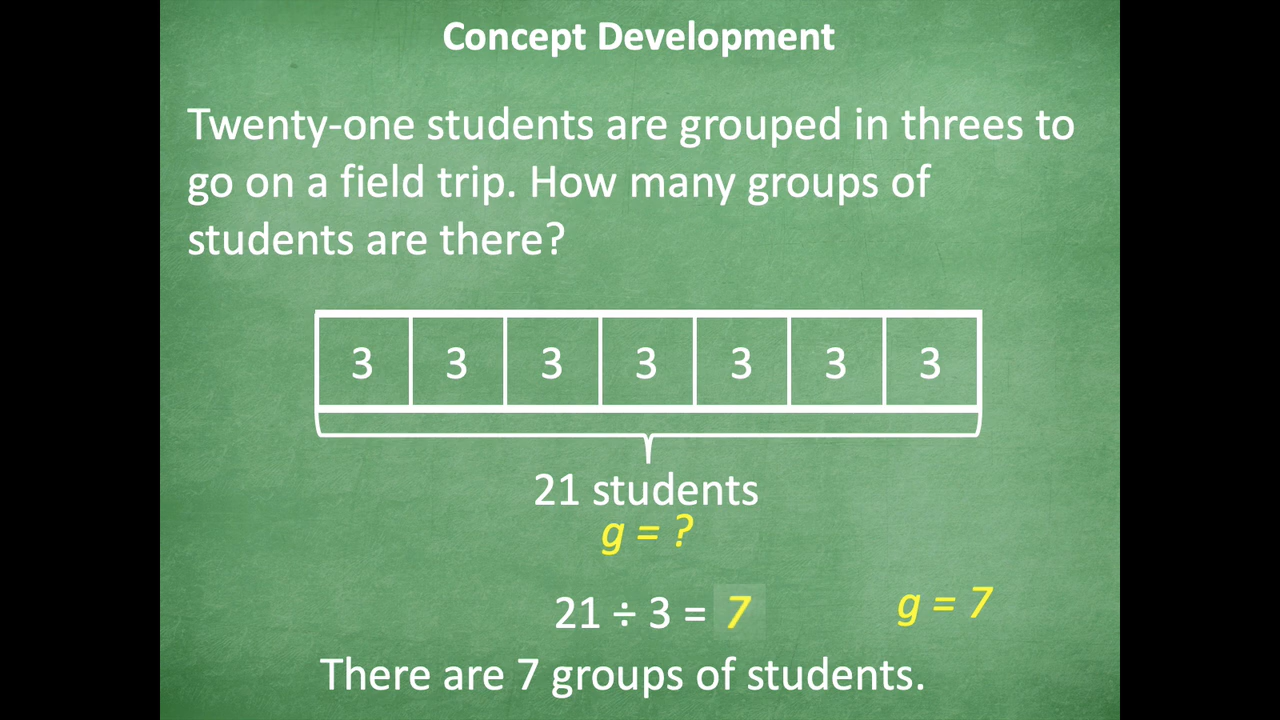 Concept Development
Twenty-one students are grouped in threes to
go on a field trip. How many groups of
students are there?
3 3 3 3 3 3 3
21 students
g = ?
21 ÷ 3 = 7
g = 7
There are 7 groups of students.